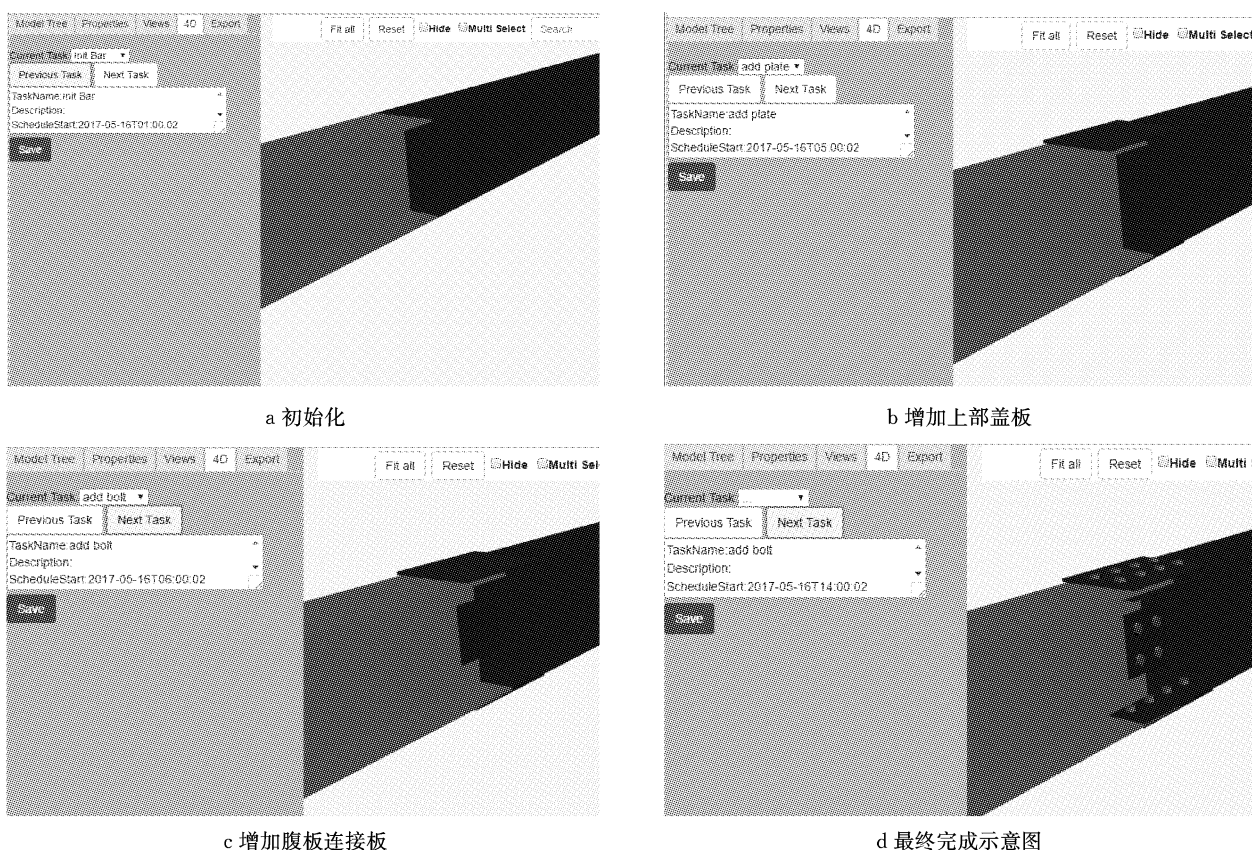 Model Tree Properties Views 4D Export
Fit all Reset Hide Multi Select Search
Current Task: Init Bar
Previous Task Next Task
TaskName:Init Bar
Description:
ScheduleStart:2017-05-16T01:00:02
Save
a 初始化
Model Tree Properties Views 4D Export
Fit all Reset Hide Multi Select
Current Task: add plate
Previous Task Next Task
TaskName:add plate
Description:
ScheduleStart:2017-05-16T05:00:02
Save
b 增加上部盖板
Model Tree Properties Views 4D Export
Fit all Reset Hide Multi Sel
Current Task: add bolt
Previous Task Next Task
TaskName:add bolt
Description:
ScheduleStart:2017-05-16T06:00:02
Save
c 增加腹板连接板
Model Tree Properties Views 4D Export
Fit all Reset Hide Multi
Current Task: ...
Previous Task Next Task
TaskName:add bolt
Description:
ScheduleStart:2017-05-16T14:00:02
Save
d 最终完成示意图